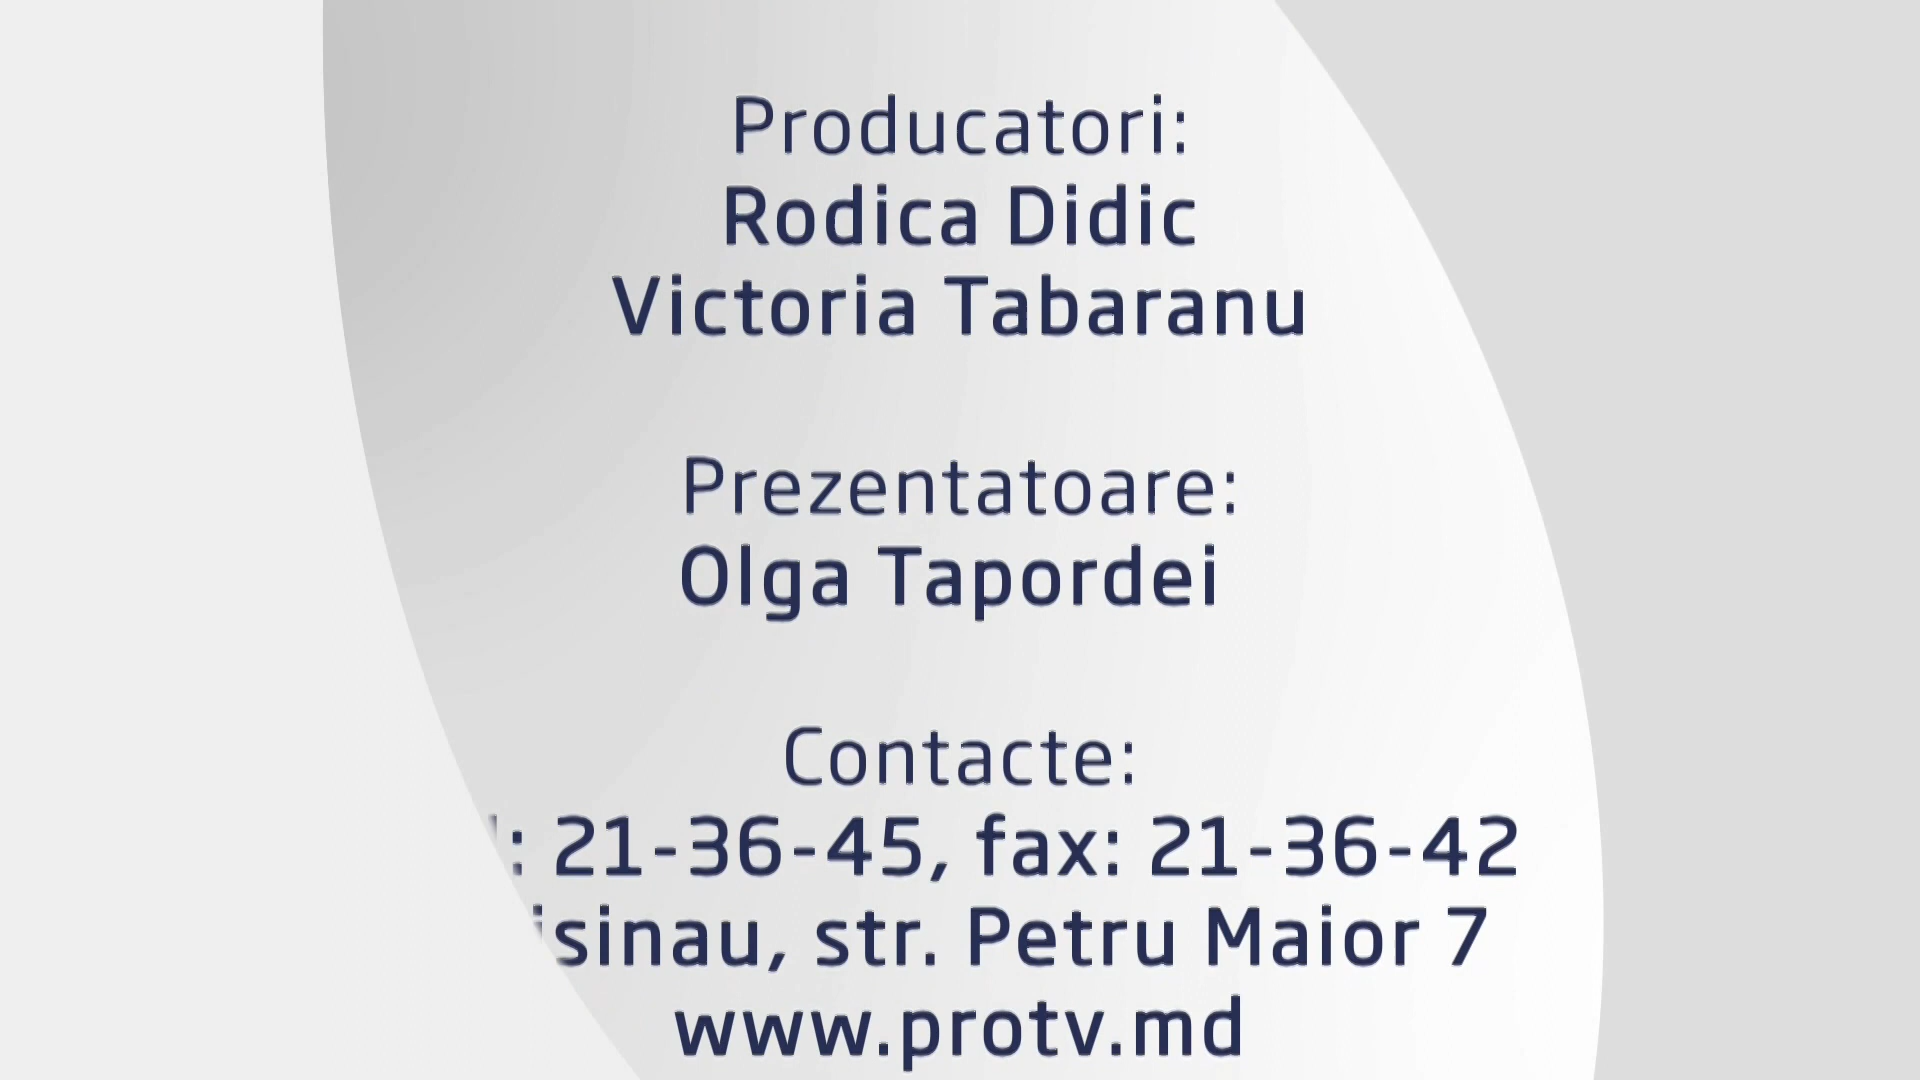 Producatori:
Rodica Didic
Victoria Tabaranu
Prezentatoare:
Olga Tapordei
Contacte:
: 21-36-45, fax: 21-36-42
isinau, str. Petru Maior 7
www.protv.md